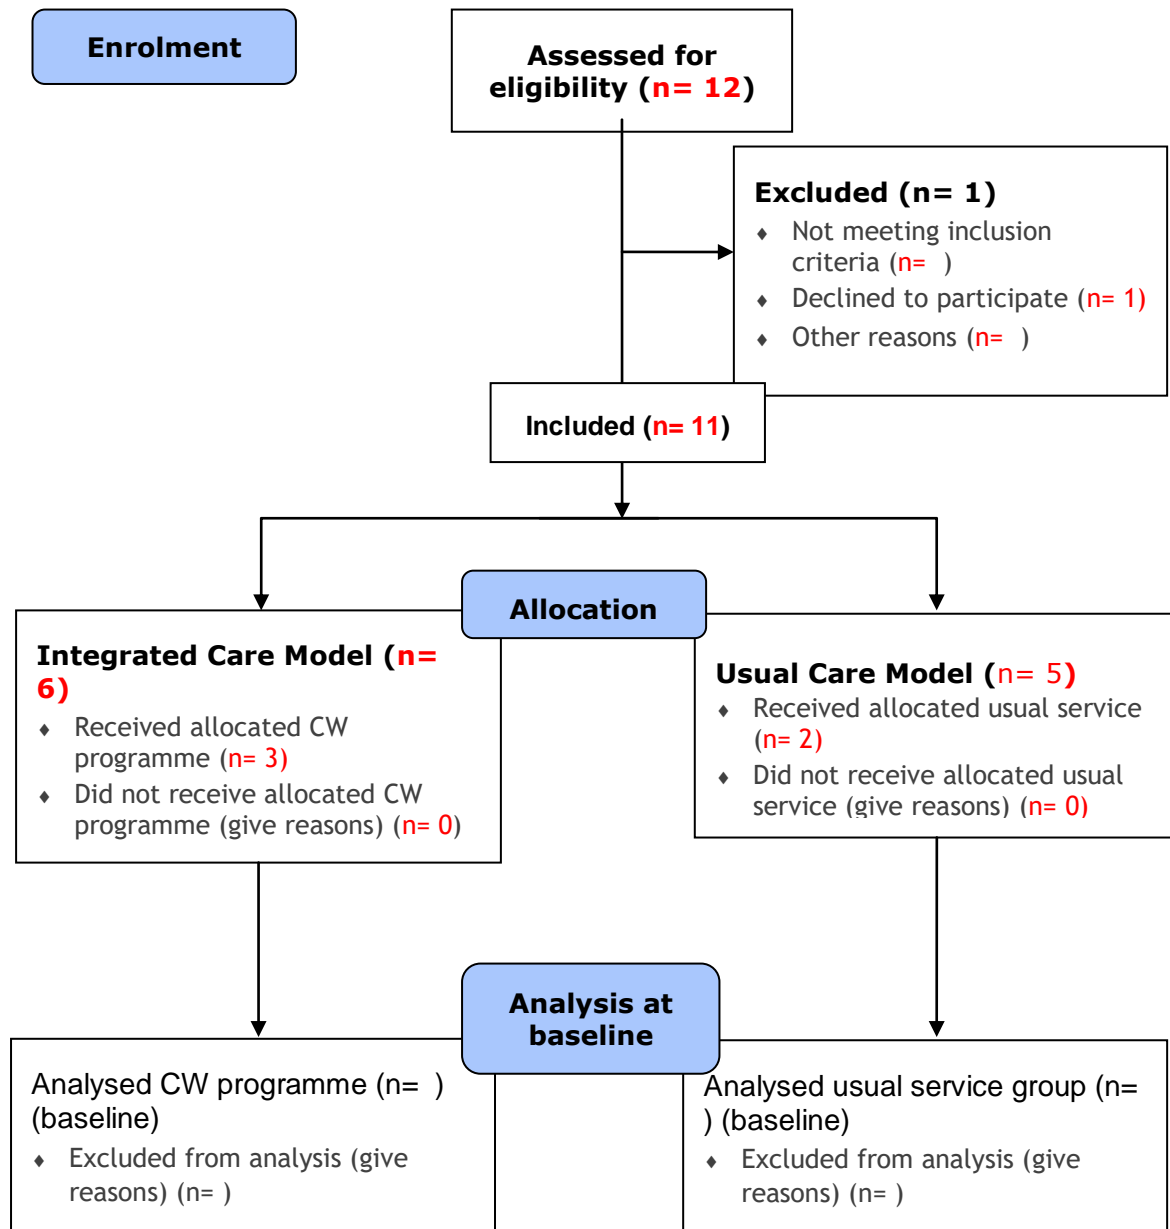 Enrolment
Assessed for
eligibility (n= 12)
Excluded (n= 1)
♦ Not meeting inclusion
criteria (n=  )
♦ Declined to participate (n= 1)
♦ Other reasons (n=  )
Included (n= 11)
Allocation
Integrated Care Model (n=
6)
♦ Received allocated CW
programme (n= 3)
♦ Did not receive allocated CW
programme (give reasons) (n= 0)
Usual Care Model (n= 5)
♦ Received allocated usual service
(n= 2)
♦ Did not receive allocated usual
service (give reasons) (n= 0)
Analysis at
baseline
Analysed CW programme (n=  )
(baseline)
♦ Excluded from analysis (give
reasons) (n= )
Analysed usual service group (n=
) (baseline)
♦ Excluded from analysis (give
reasons) (n= )